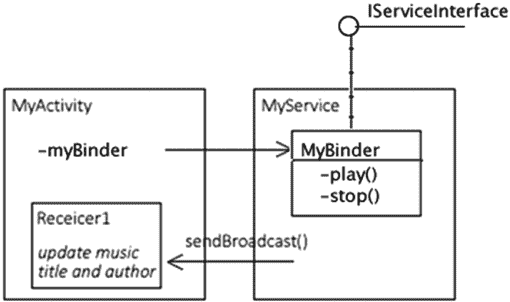 IServiceInterface
MyActivity
MyService
-myBinder
MyBinder
-play()
-stop()
Receicer1
sendBroadcast()
update music
title and author